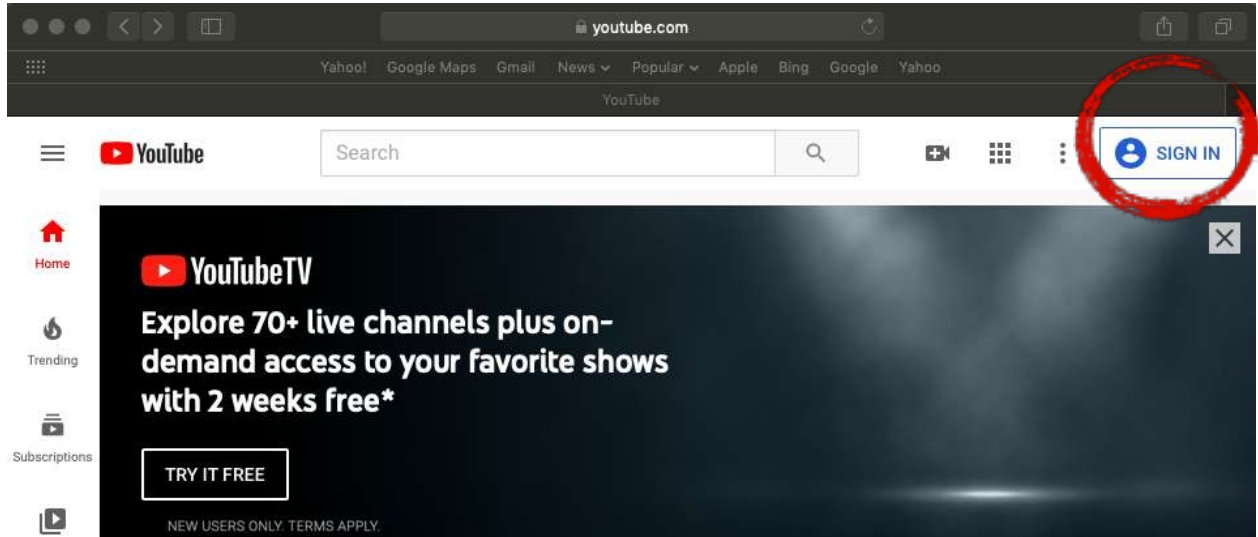 youtube.com
Yahoo! Google Maps Gmail News Popular Apple Bing Google Yahoo
YouTube
YouTube Search SIGN IN
Home
Trending
Subscriptions
YouTubeTV
Explore 70+ live channels plus on-
demand access to your favorite shows
with 2 weeks free*
TRY IT FREE
NEW USERS ONLY. TERMS APPLY.